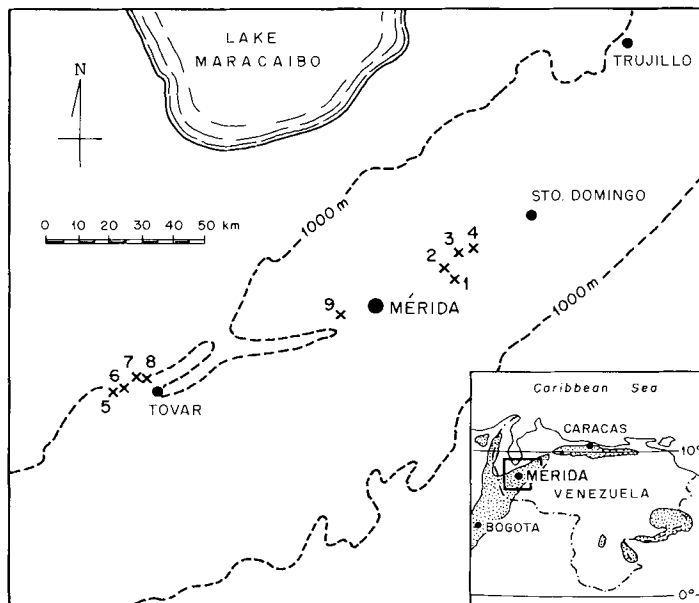 LAKE
MARACAIBO
TRUJILLO
N
STO. DOMINGO
1000 m
0 10 20 30 40 50 km
3 4
2
1
1000 m
9
MÉRIDA
7 8
6
5
TOVAR
Caribbean Sea
CARACAS
10°
MÉRIDA
VENEZUELA
BOGOTA
0°